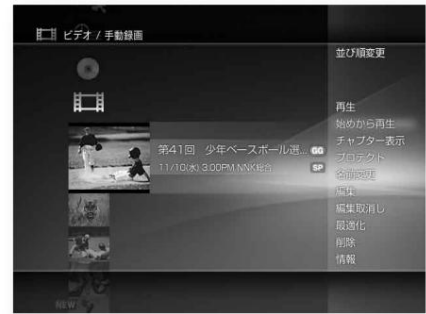 ビデオ / 手動録画
並び順変更
再生
始めから再生
チャプター表示
プロテクト
名前変更
編集
編集取消し
最適化
削除
情報
第41回 少年ベースボール選... GG
11/10(水) 3:00PM NNK総合 SP
NEW